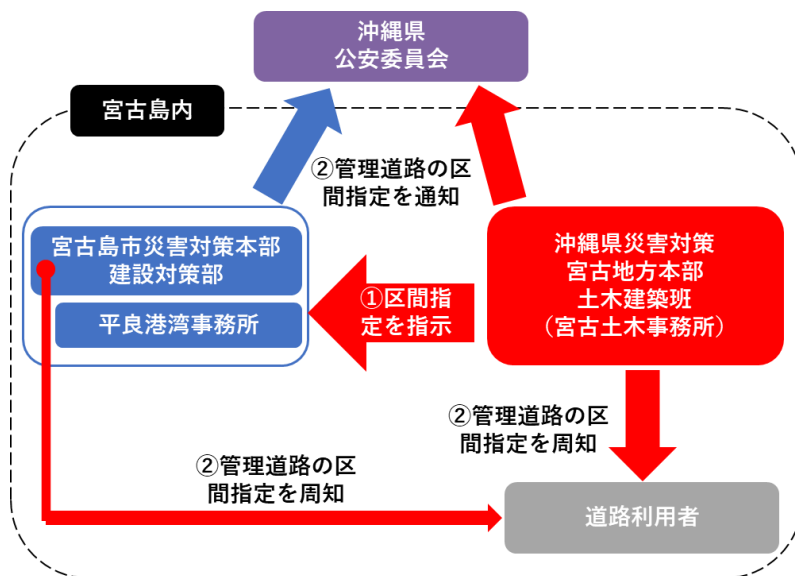 沖縄県
公安委員会
宮古島内
②管理道路の区
間指定を通知
宮古島市災害対策本部
建設対策部
平良港湾事務所
①区間指
定を指示
沖縄県災害対策
宮古地方本部
土木建築班
（宮古土木事務所）
②管理道路の区
間指定を周知
②管理道路の区
間指定を周知
道路利用者